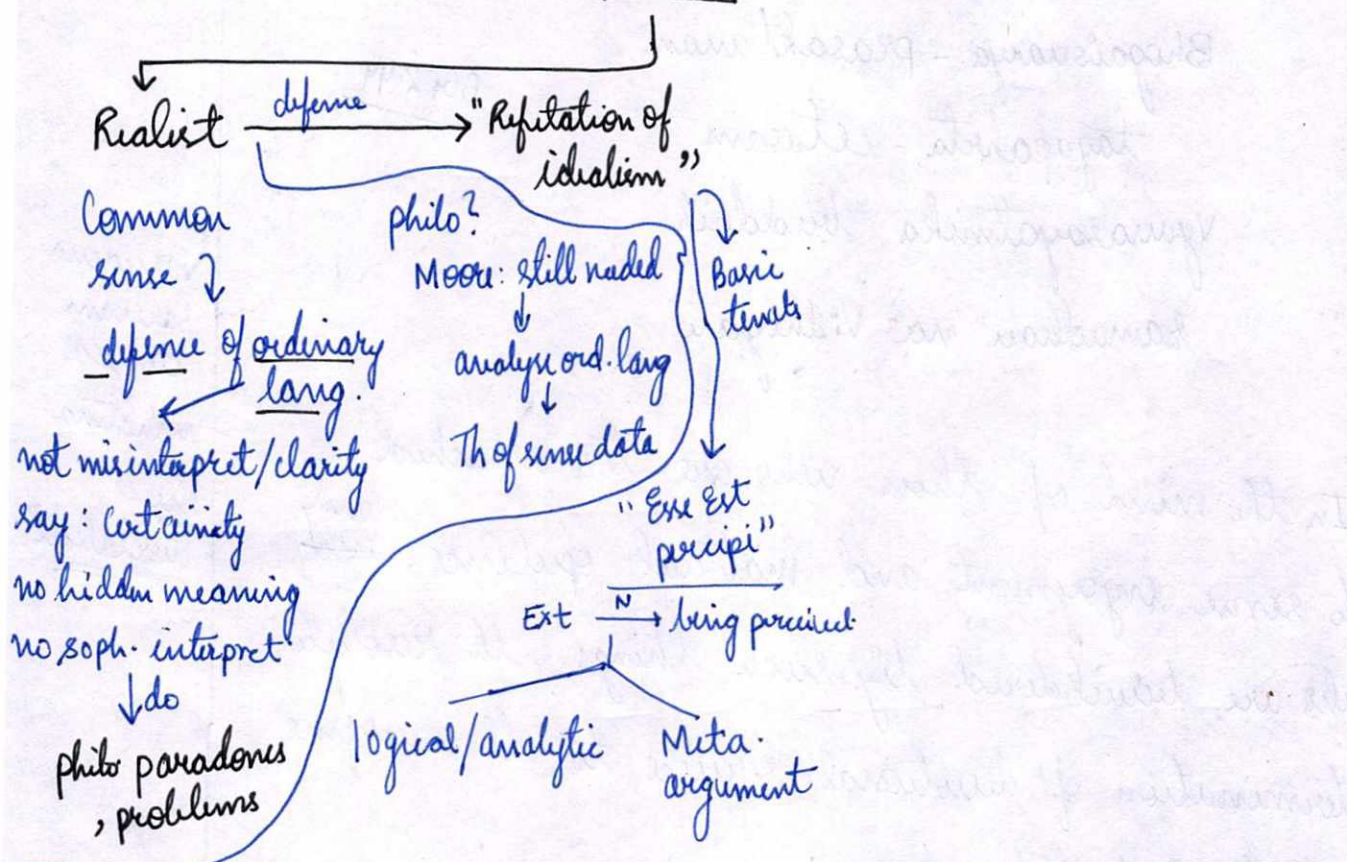 Realist
defense
"Refutation of
idealism"
Common
sense
defence of ordinary
lang.
not misinterpret/clarity
say: certainity
no hidden meaning
no soph. interpret
do
philo paradoxes
, problems
philo?
Moore: still needed
analyse ord. lang
Th of sense data
Basic
tenets
"Esse Est
percipi"
Ext N being perceived.
logical/analytic
Meta.
argument